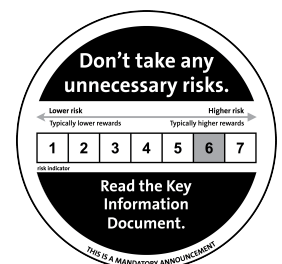 Don’t take any
unnecessary risks.
Lower risk Higher risk
Typically lower rewards Typically higher rewards
1 2 3 4 5 6 7
risk indicator
Read the Key
Information
Document.
THIS IS A MANDATORY ANNOUNCEMENT